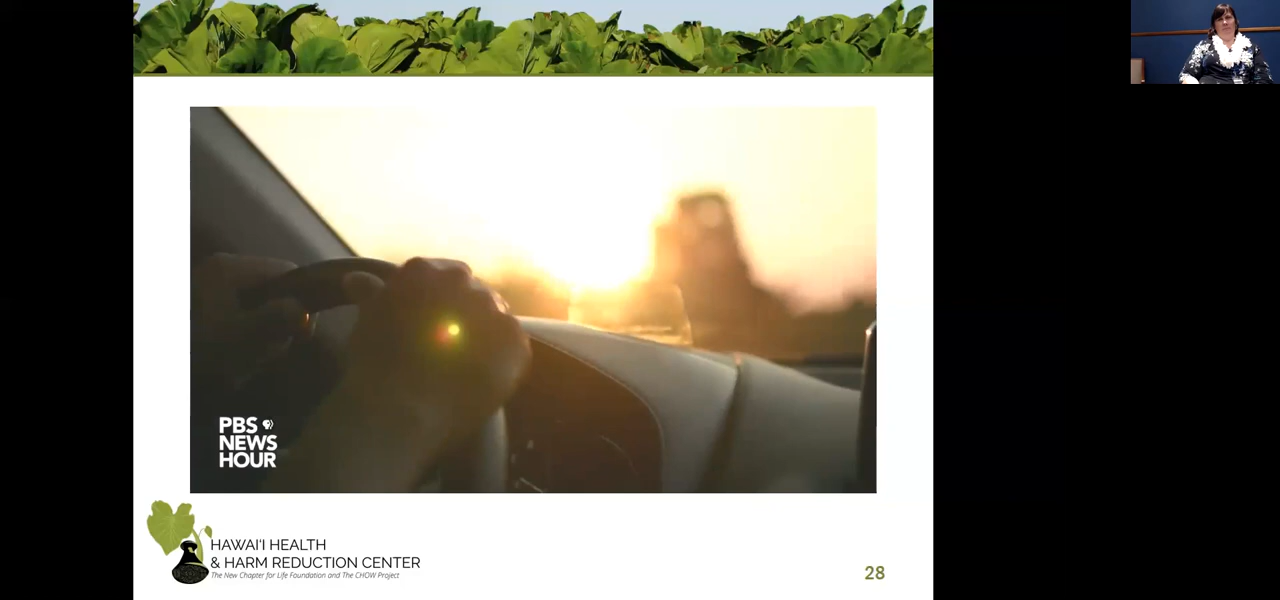 PBS
NEWS
HOUR
HAWAI'I HEALTH
& HARM REDUCTION CENTER
The New Chapter for Life Foundation and The CHOW Project
28